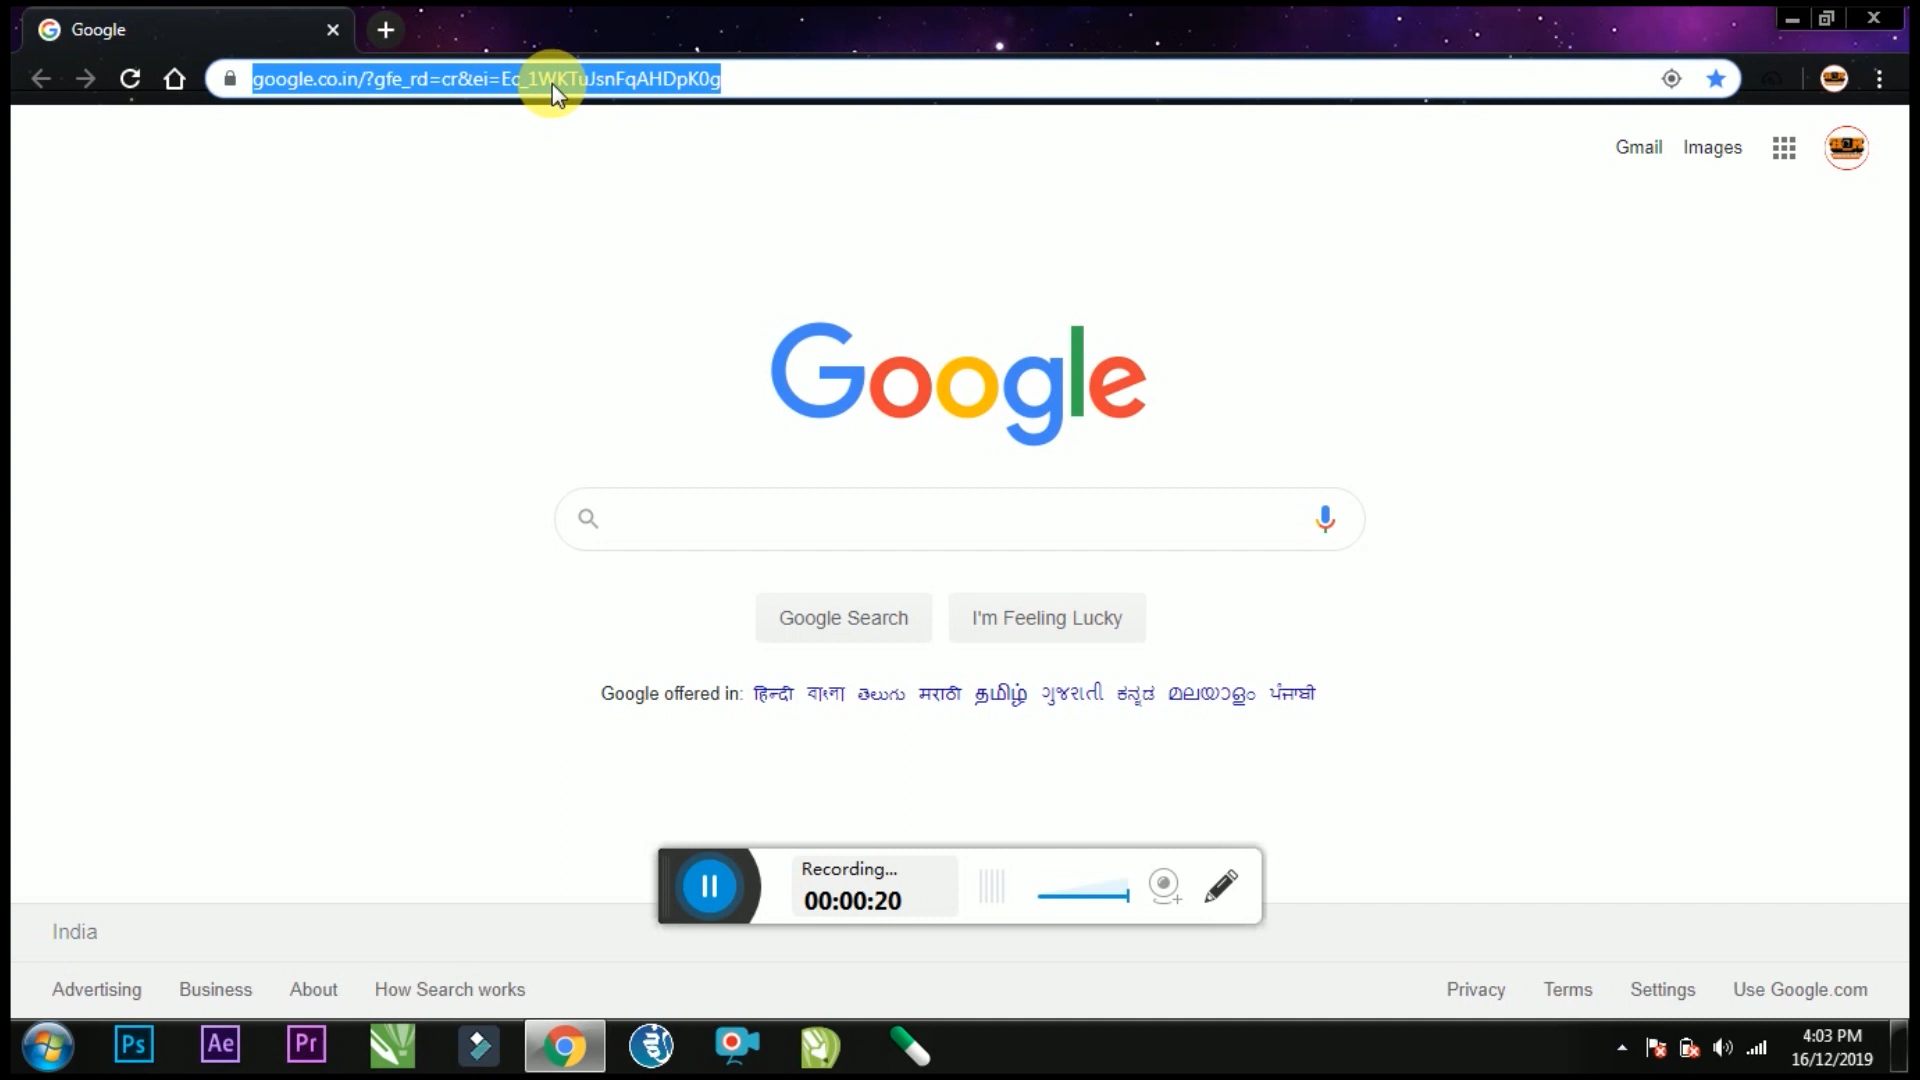 Google
google.co.in/?gfe_rd=cr&ei=Eo_1WKTuJsnFqAHDpK0g
Gmail Images
Google
Google Search I'm Feeling Lucky
Google offered in: हिन्दी বাংলা తెలుగు मराठी தமிழ் ગુજરાતી ಕನ್ನಡ മലയാളം ਪੰਜਾਬੀ
Recording...
00:00:20
India
Advertising Business About How Search works Privacy Terms Settings Use Google.com
Ps Ae Pr
4:03 PM
16/12/2019